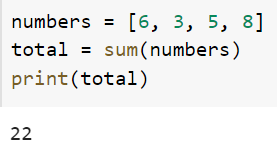 numbers = [6, 3, 5, 8]
total = sum(numbers)
print(total)
22